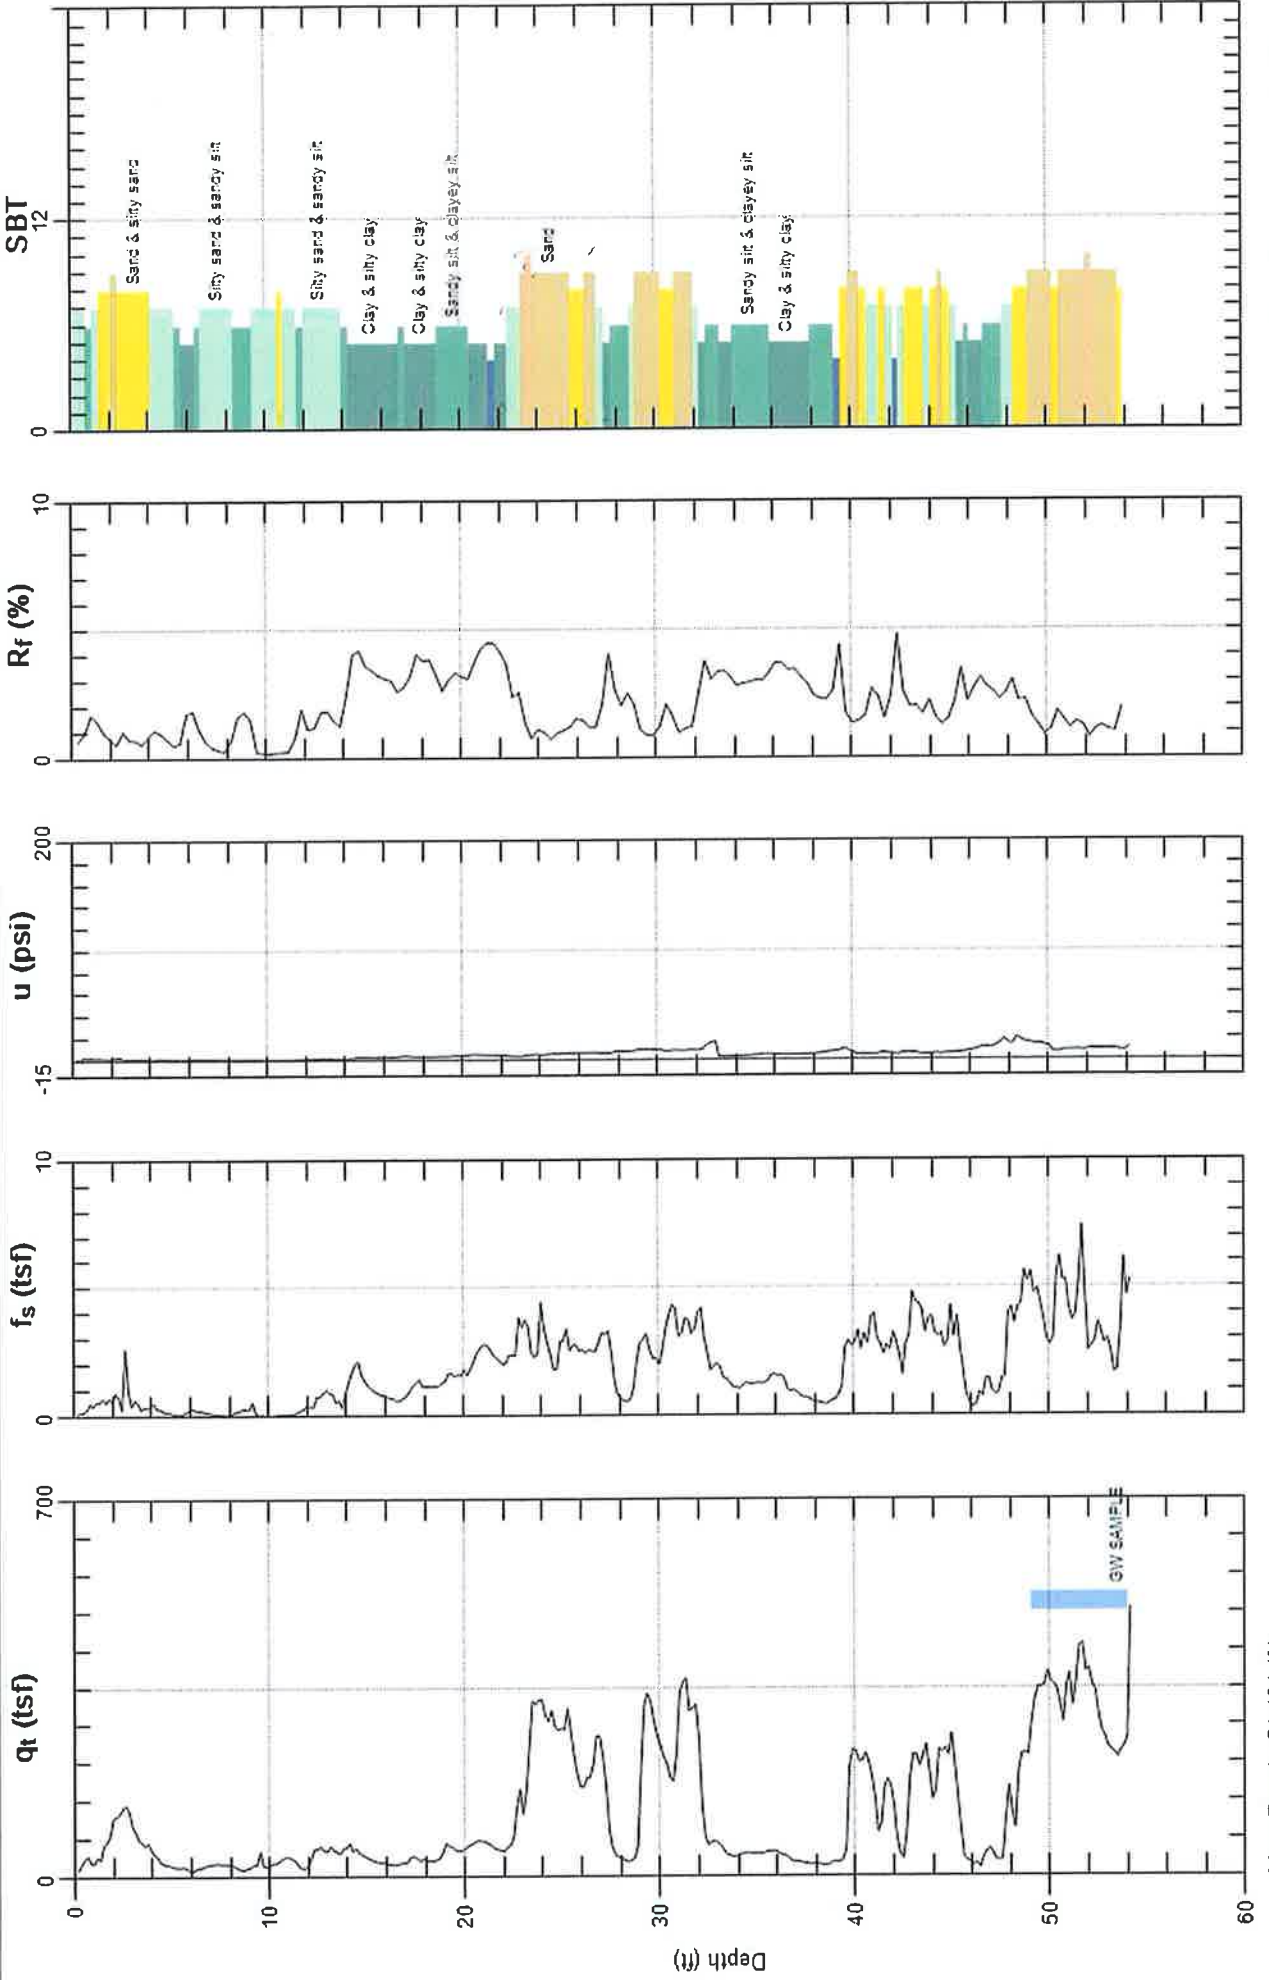 SBT
0
12
Sand & silty sand
Silty sand & sandy silt
Silty sand & sandy silt
Clay & silty clay
Clay & silty clay
Sandy silt & clayey silt
Sand
Sandy silt & clayey silt
Clay & silty clay
Rf (%)
0
10
u (psi)
-15
200
fs (tsf)
0
10
qt (tsf)
0
700
GW SAMPLE
0
10
20
30
40
50
60
Depth (ft)